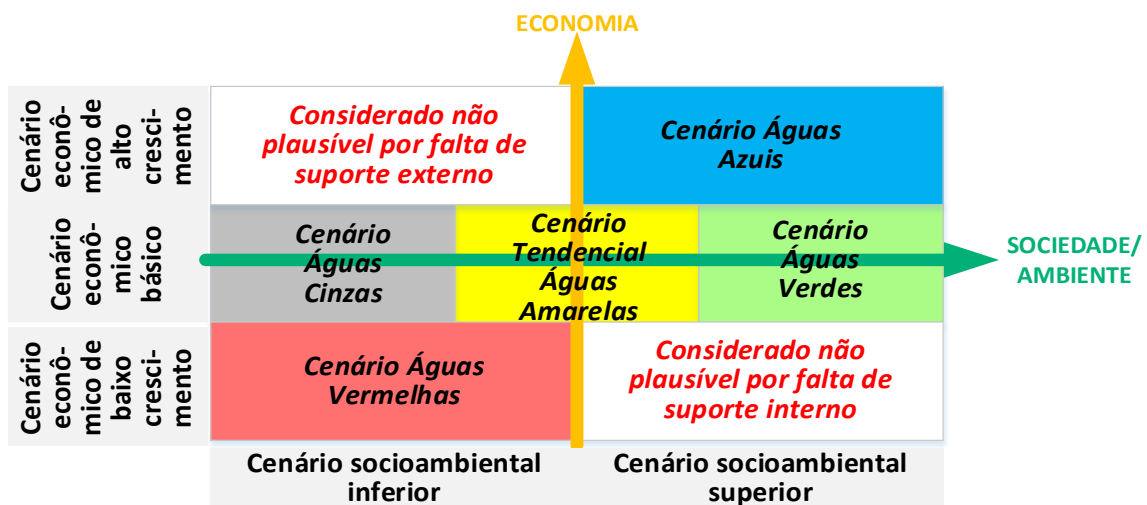 ECONOMIA
Cenário
econô-
mico de
alto
cresci-
mento
Considerado não
plausível por falta de
suporte externo
Cenário Águas
Azuis
Cenário
econô-
mico
básico
Cenário
Águas
Cinzas
Cenário
Tendencial
Águas
Amarelas
Cenário
Águas
Verdes
SOCIEDADE/
AMBIENTE
Cenário
econô-
mico de
baixo
cresci-
mento
Cenário Águas
Vermelhas
Considerado não
plausível por falta de
suporte interno
Cenário socioambiental
inferior
Cenário socioambiental
superior